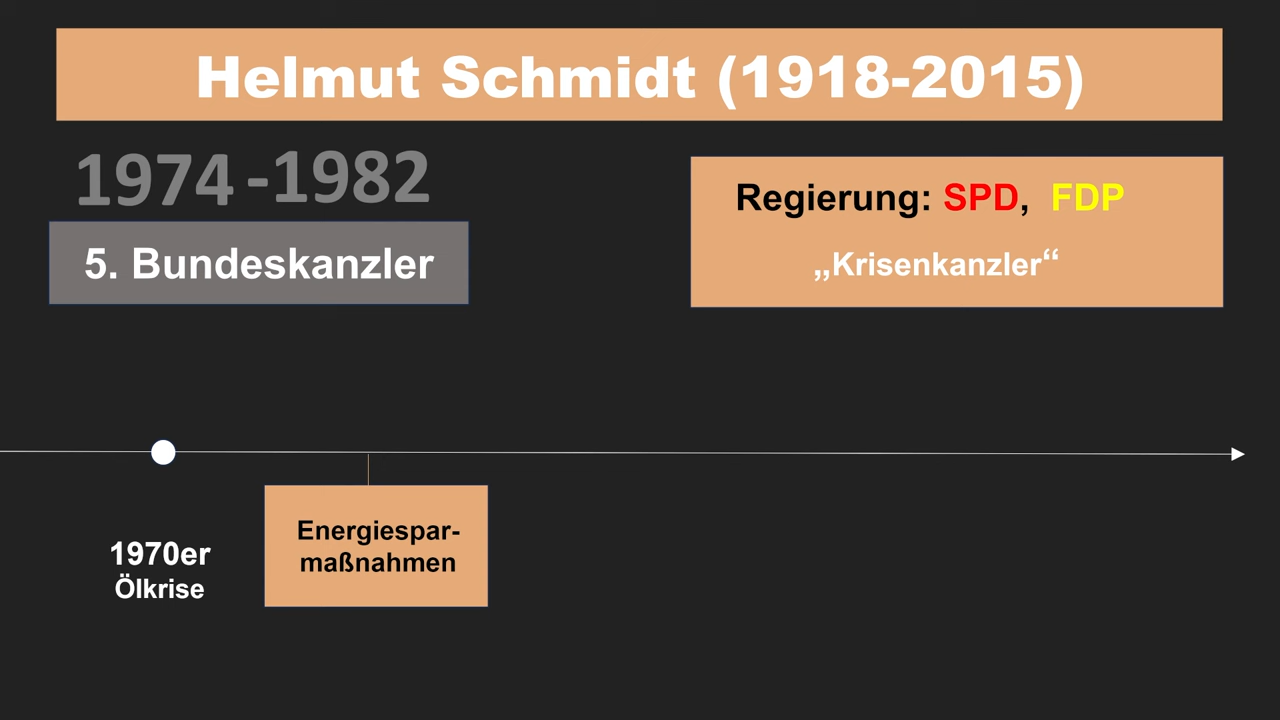 Helmut Schmidt (1918-2015)
1974 -1982
5. Bundeskanzler
Regierung: SPD, FDP
„Krisenkanzler“
1970er
Ölkrise
Energiespar-
maßnahmen